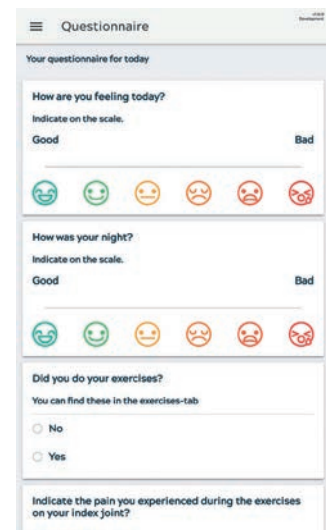 Questionnaire
Development
Your questionnaire for today
How are you feeling today?
Indicate on the scale.
Good Bad
How was your night?
Indicate on the scale.
Good Bad
Did you do your exercises?
You can find these in the exercises-tab
No
Yes
Indicate the pain you experienced during the exercises
on your index joint?